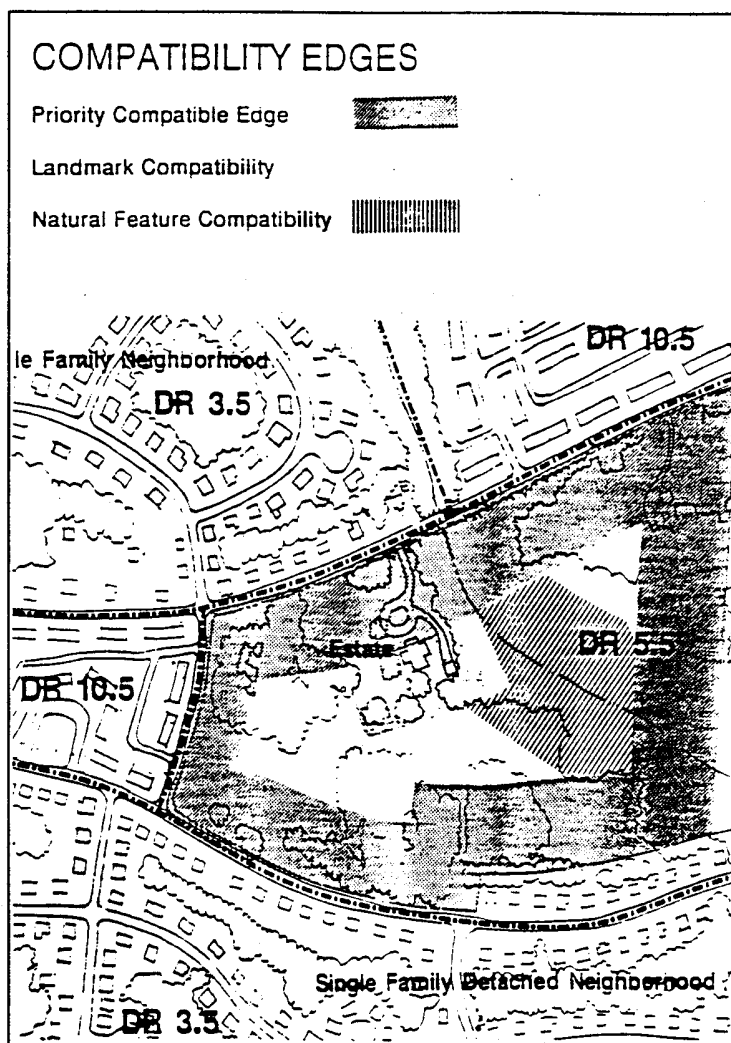 COMPATIBILITY EDGES
Priority Compatible Edge
Landmark Compatibility
Natural Feature Compatibility
DR 10.5
le Family Neighborhood
DR 3.5
Estate
DR 5.5
DR 10.5
Single Family Detached Neighborhood
DR 3.5